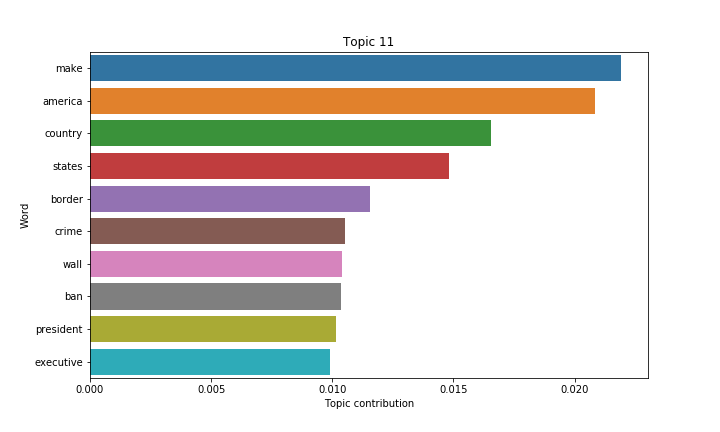 Topic 11
make
america
country
states
border
crime
wall
ban
president
executive
Word
0.000
0.005
0.010
0.015
0.020
Topic contribution